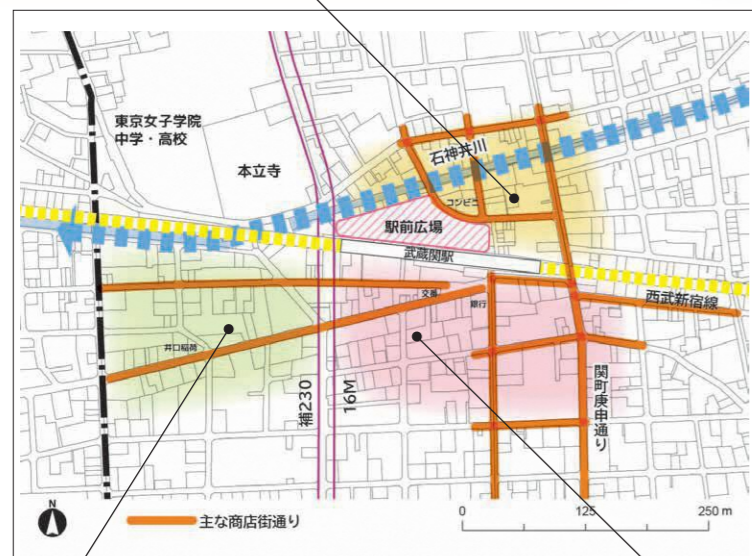 東京女子学院
中学・高校
本立寺
石神井川
コンビニ
駅前広場
武蔵関駅
西武新宿線
交番
銀行
井口稲荷
補230
16M
関町庚申通り
N
主な商店街通り
0
125
250 m